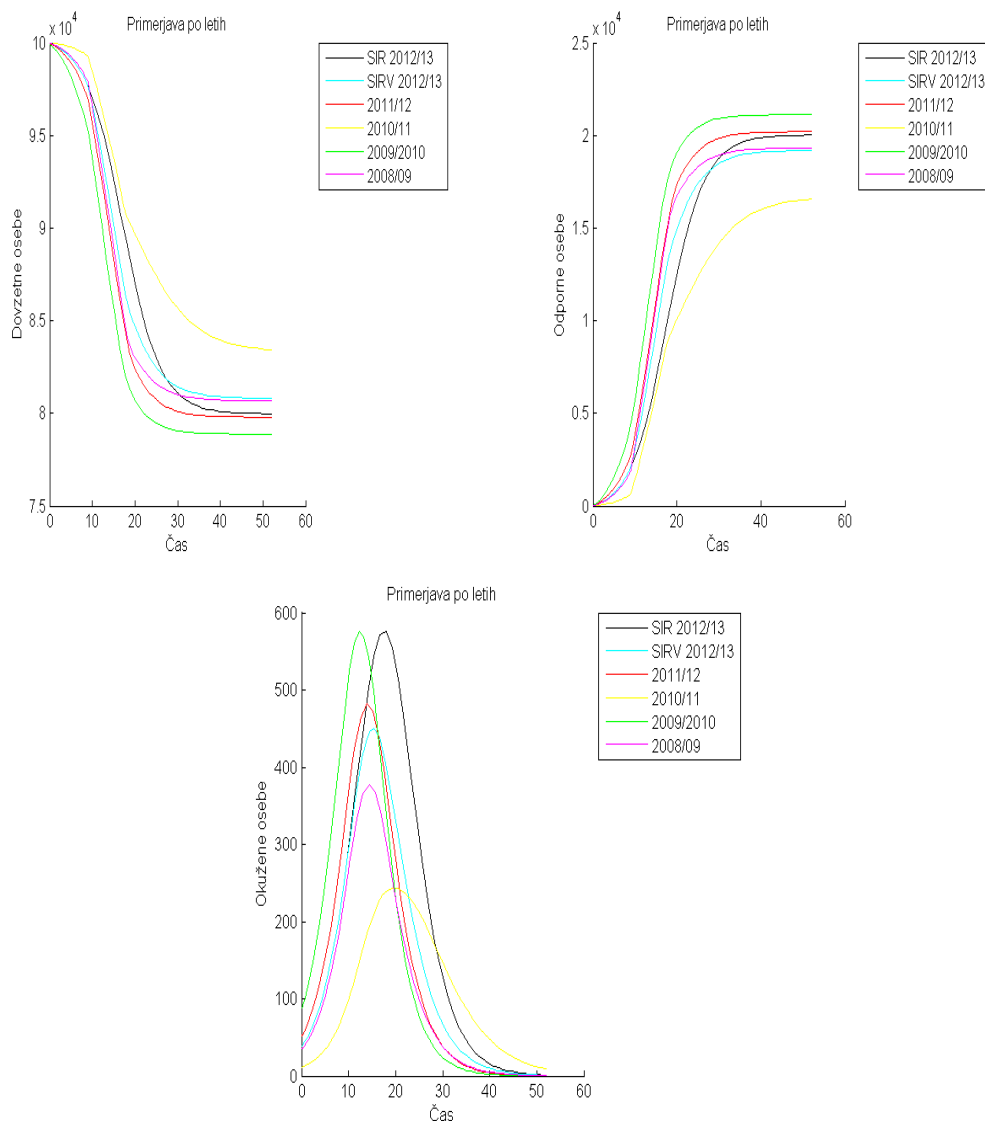 Primerjava po letih
x 10^4
10
9.5
9
8.5
8
7.5
0 10 20 30 40 50 60
Dovzetne osebe
Čas
SIR 2012/13
SIRV 2012/13
2011/12
2010/11
2009/2010
2008/09
Primerjava po letih
x 10^4
2.5
2
1.5
1
0.5
0
0 20 40 60
Odporne osebe
Čas
SIR 2012/13
SIRV 2012/13
2011/12
2010/11
2009/2010
2008/09
Primerjava po letih
600
500
400
300
200
100
0
0 10 20 30 40 50 60
Okužene osebe
Čas
SIR 2012/13
SIRV 2012/13
2011/12
2010/11
2009/2010
2008/09